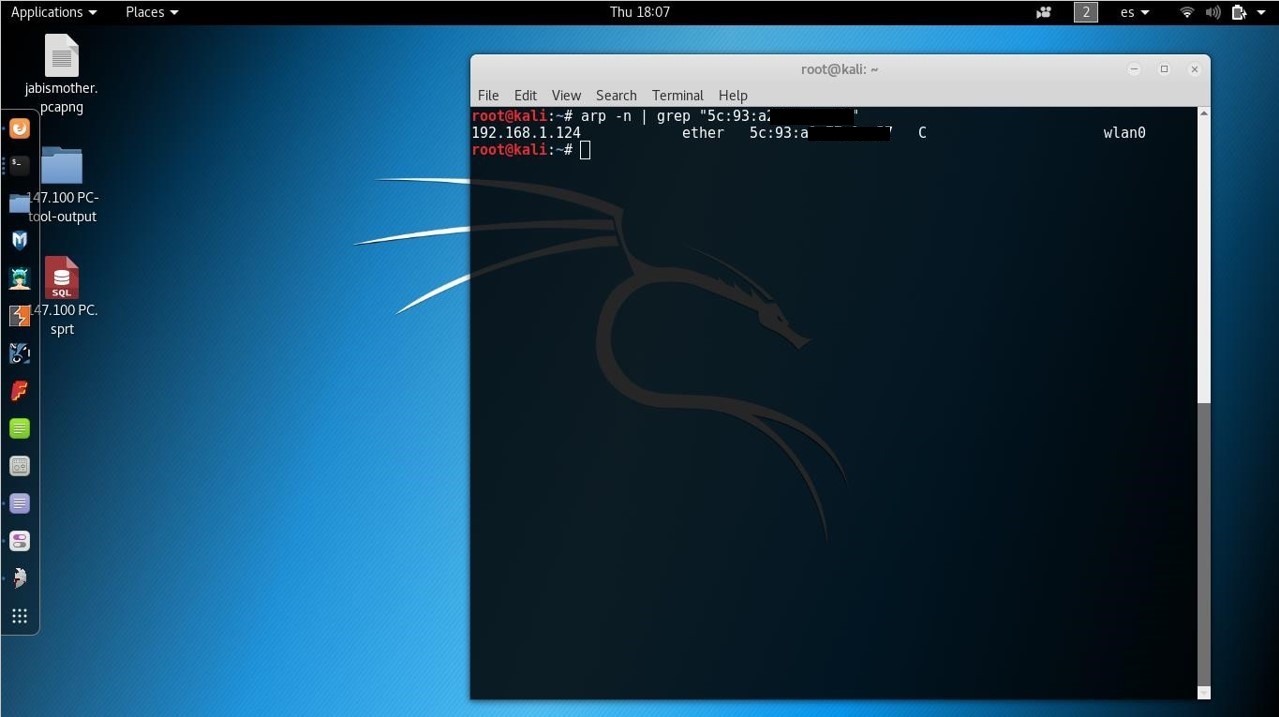 Applications Places Thu 18:07 2 es
jabismother.
pcapng
147.100 PC-
tool-output
SQL
147.100 PC.
sprt
root@kali: ~
File Edit View Search Terminal Help
root@kali:~# arp -n | grep "5c:93:a2 "
192.168.1.124 ether 5c:93:a C wlan0
root@kali:~#